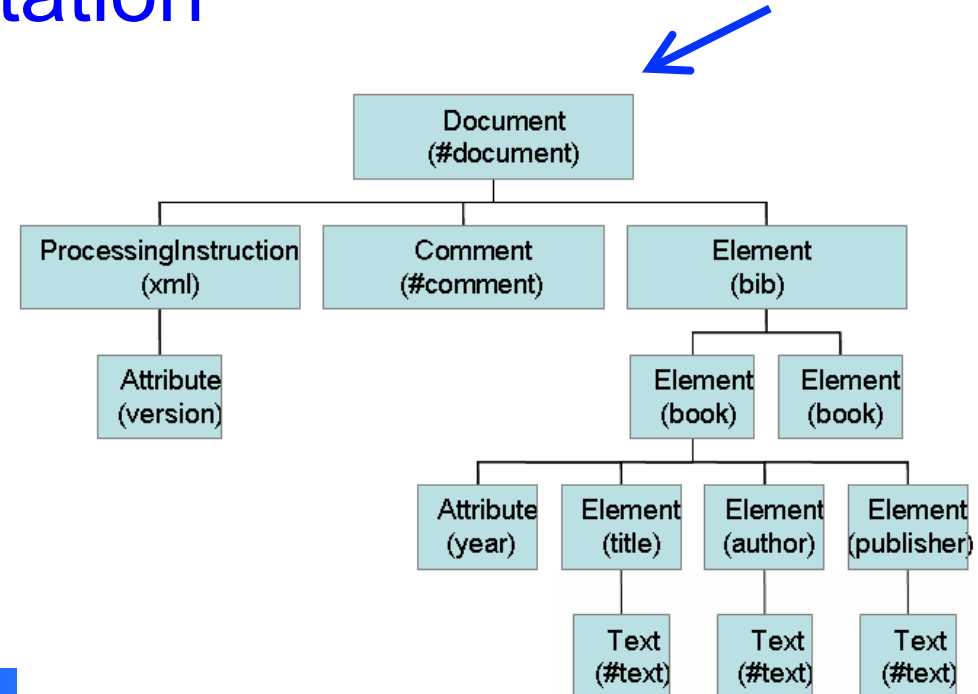 tation
Document
(#document)
ProcessingInstruction
(xml)
Comment
(#comment)
Element
(bib)
Attribute
(version)
Element
(book)
Element
(book)
Attribute
(year)
Element
(title)
Element
(author)
Element
(publisher)
Text
(#text)
Text
(#text)
Text
(#text)